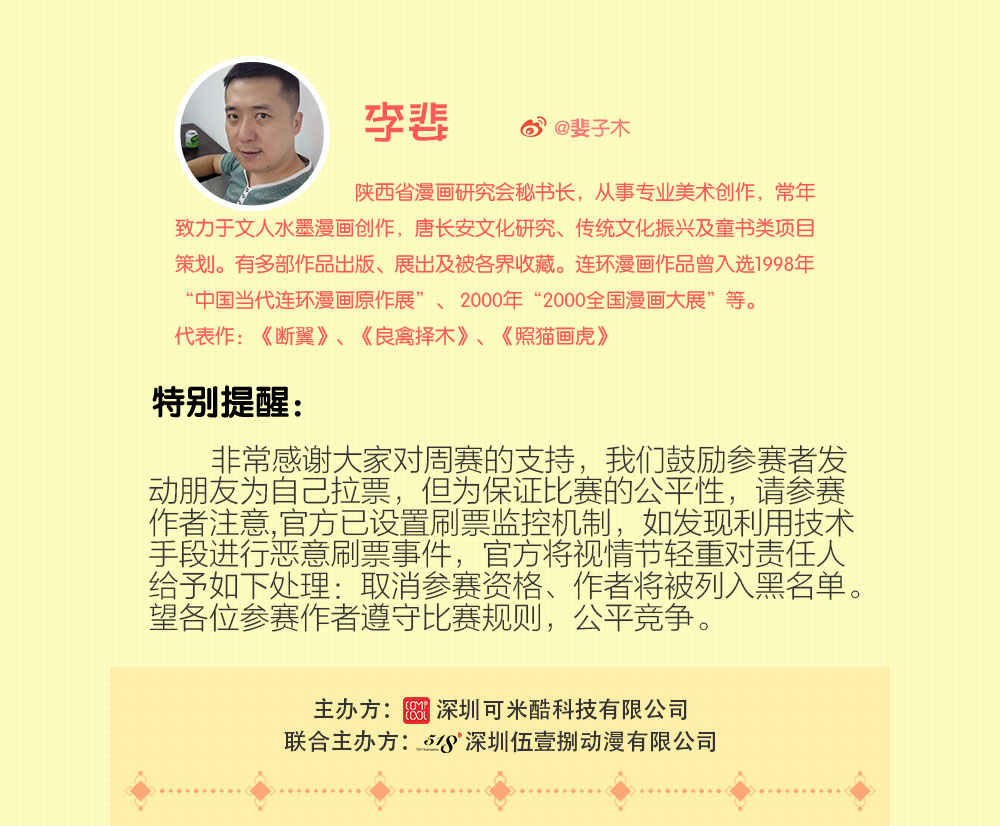 李斐 @斐子木
陕西省漫画研究会秘书长，从事专业美术创作，常年
致力于文人水墨漫画创作，唐长安文化研究、传统文化振兴及童书类项目
策划。有多部作品出版、展出及被各界收藏。连环漫画作品曾入选1998年
“中国当代连环漫画原作展”、2000年“2000全国漫画大展”等。
代表作：《断翼》、《良禽择木》、《照猫画虎》
特别提醒：
非常感谢大家对周赛的支持，我们鼓励参赛者发
动朋友为自己拉票，但为保证比赛的公平性，请参赛
作者注意,官方已设置刷票监控机制，如发现利用技术
手段进行恶意刷票事件，官方将视情节轻重对责任人
给予如下处理：取消参赛资格、作者将被列入黑名单。
望各位参赛作者遵守比赛规则，公平竞争。
主办方： COMI COOL 深圳可米酷科技有限公司
联合主办方： 518 深圳伍壹捌动漫有限公司